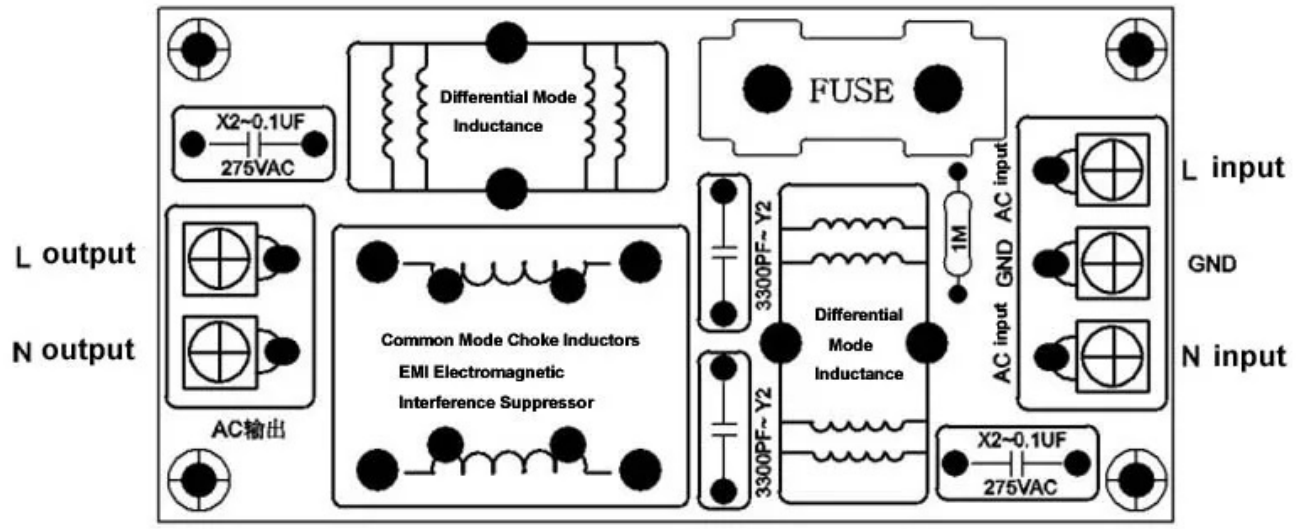 X2~0.1UF
275VAC
Differential Mode
Inductance
FUSE
L output
N output
AC输出
Common Mode Choke Inductors
EMI Electromagnetic
Interference Suppressor
3300PF~ Y2
3300PF~ Y2
Differential
Mode
Inductance
1M
AC input
GND
AC input
L input
GND
N input
X2~0.1UF
275VAC